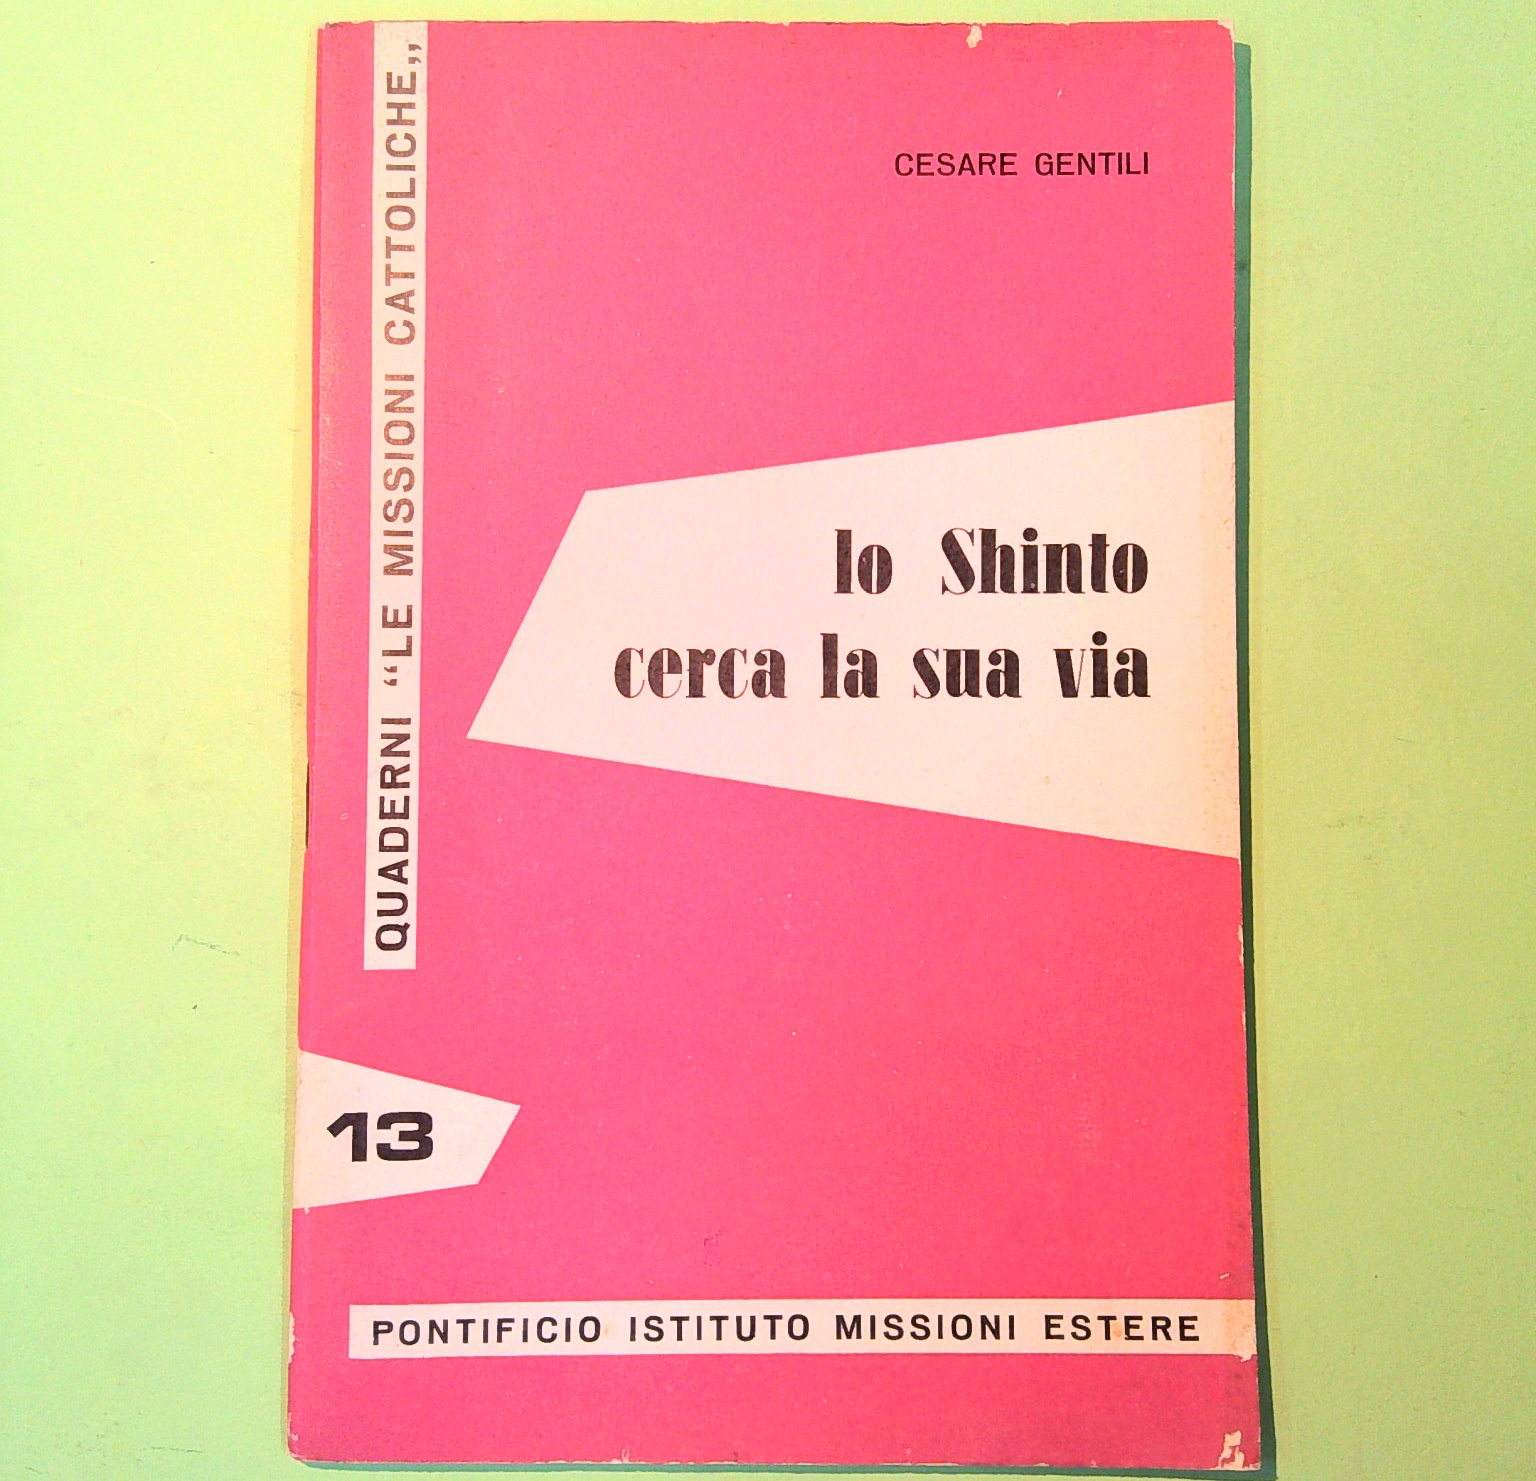 CESARE GENTILI
QUADERNI “LE MISSIONI CATTOLICHE„
lo Shinto
cerca la sua via
13
PONTIFICIO ISTITUTO MISSIONI ESTERE